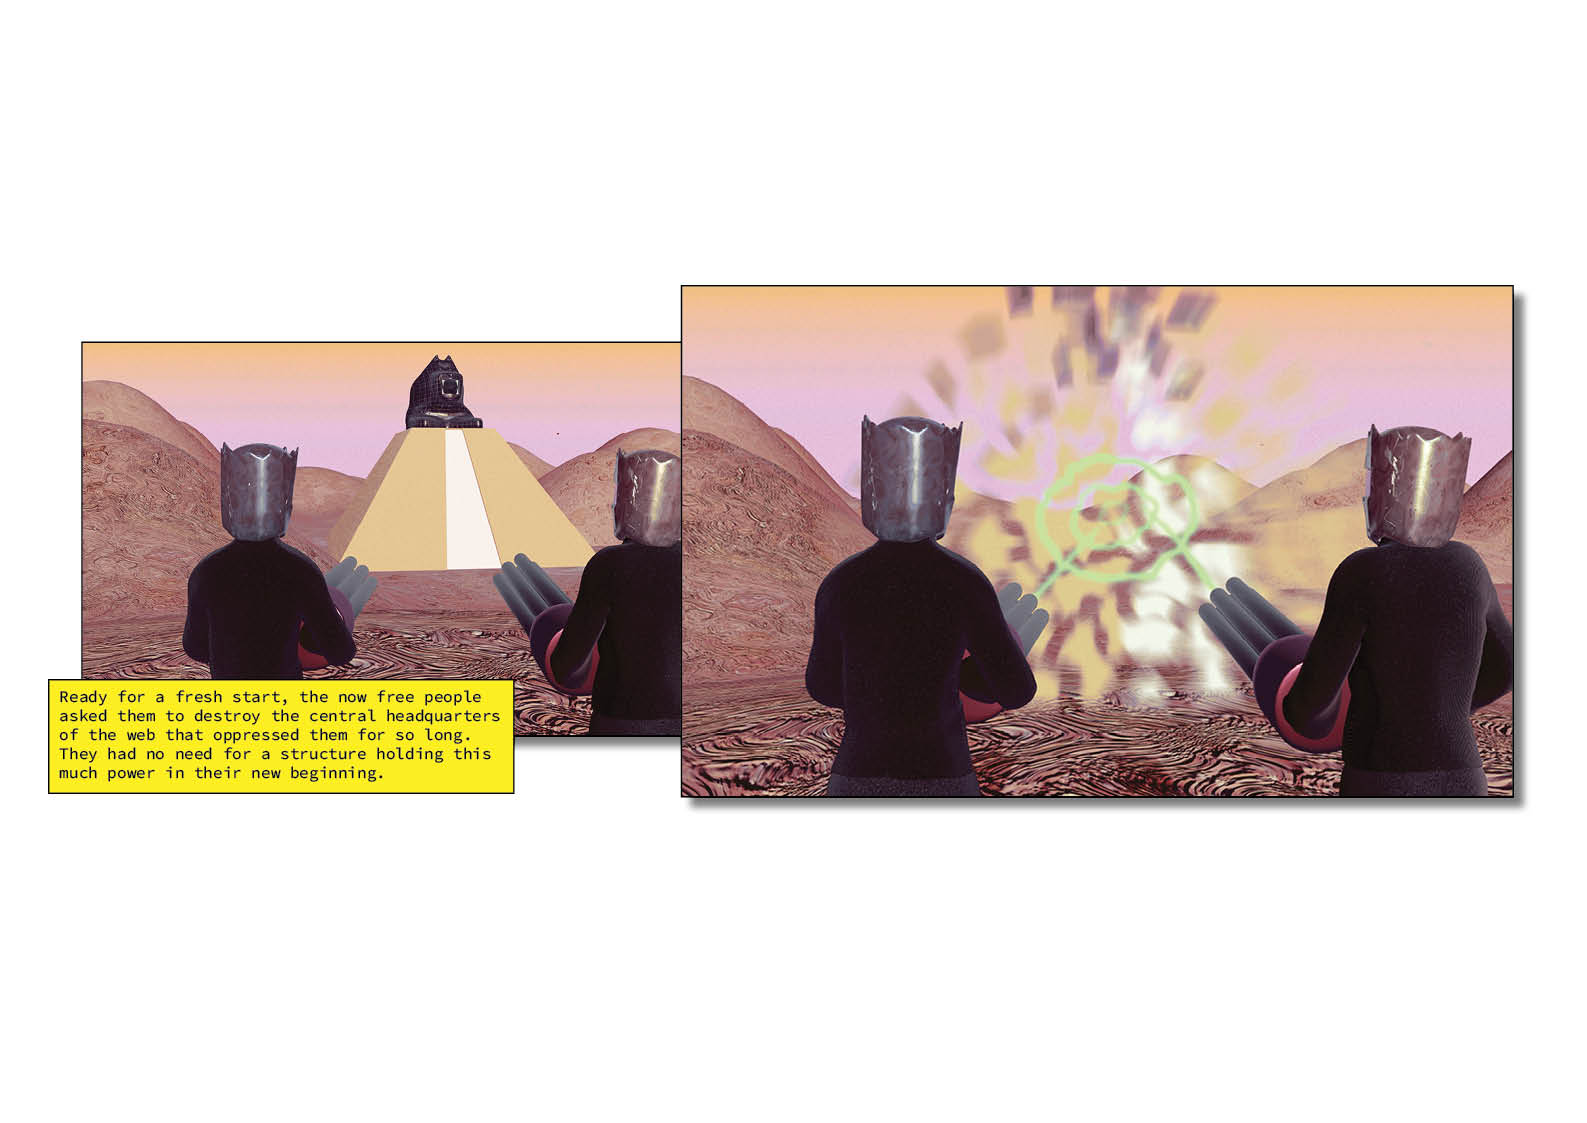 Ready for a fresh start, the now free people
asked them to destroy the central headquarters
of the web that oppressed them for so long.
They had no need for a structure holding this
much power in their new beginning.